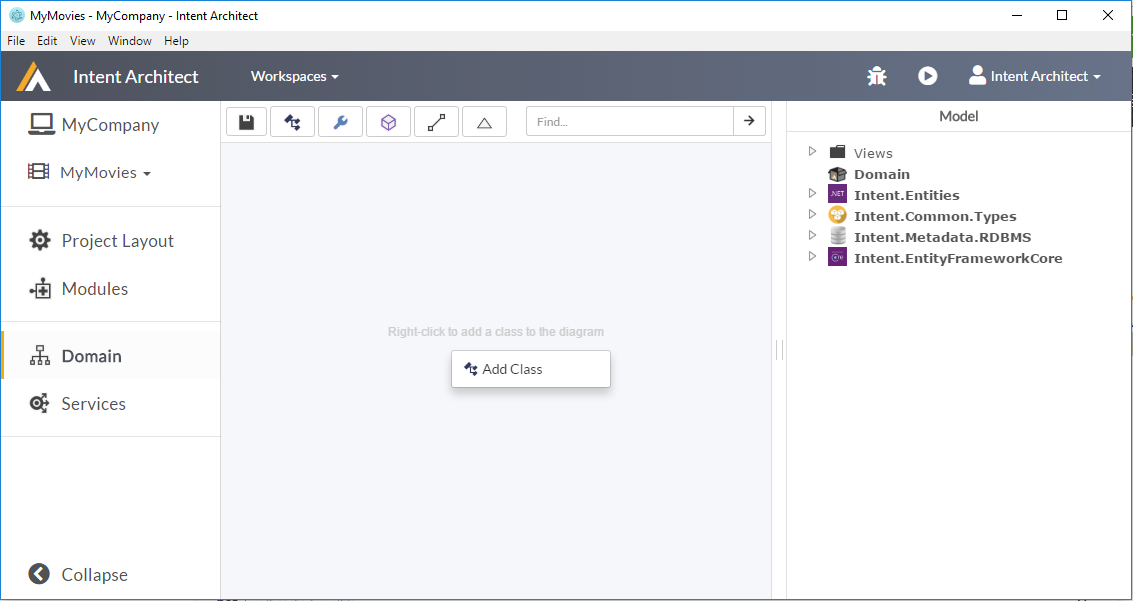 MyMovies - MyCompany - Intent Architect
File Edit View Window Help
Intent Architect Workspaces Intent Architect
MyCompany
MyMovies
Project Layout
Modules
Domain
Services
Collapse
Find...
Right-click to add a class to the diagram
Add Class
Model
Views
Domain
.NET Intent.Entities
Intent.Common.Types
Intent.Metadata.RDBMS
Intent.EntityFrameworkCore